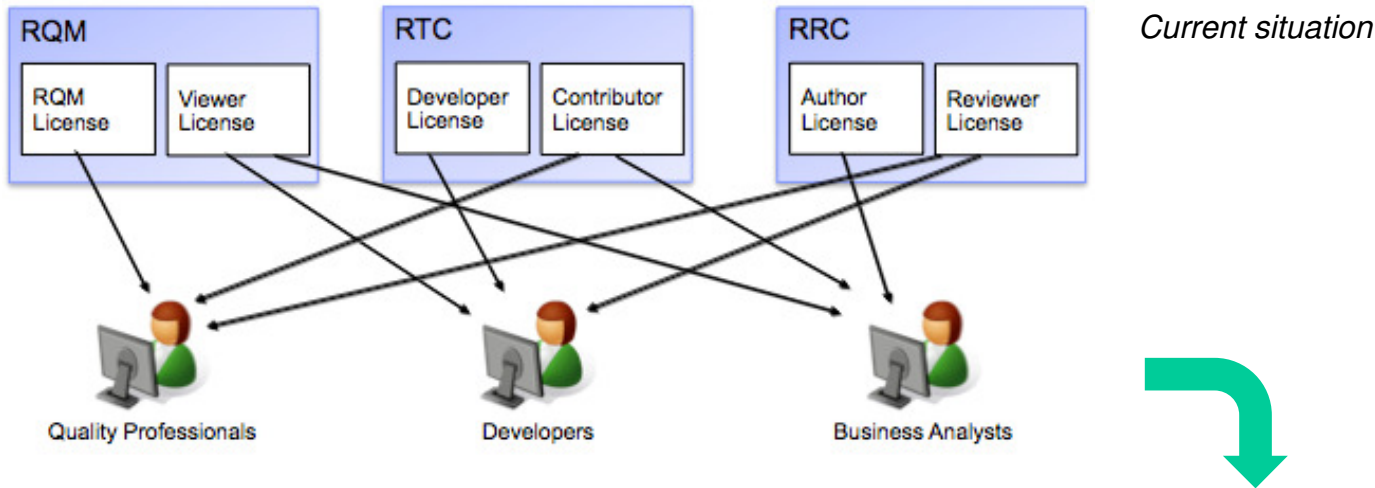 RQM
RQM
License
Viewer
License
RTC
Developer
License
Contributor
License
RRC
Author
License
Reviewer
License
Current situation
Quality Professionals
Developers
Business Analysts